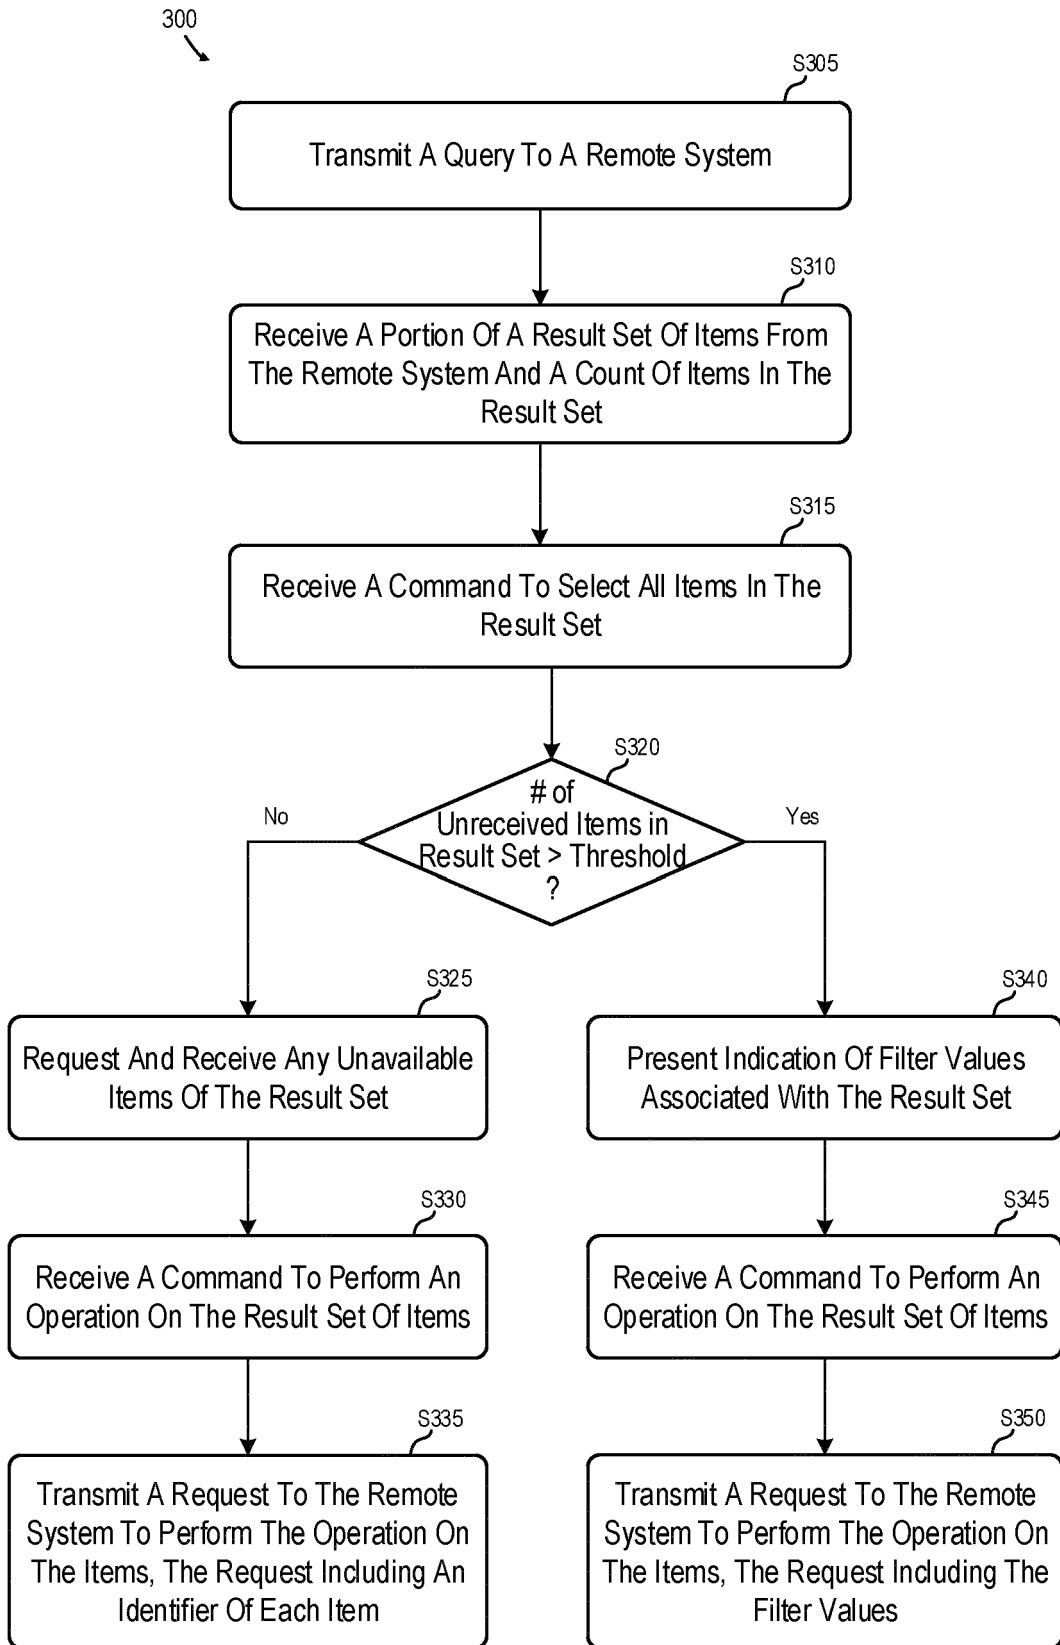 300
S305
Transmit A Query To A Remote System
S310
Receive A Portion Of A Result Set Of Items From
The Remote System And A Count Of Items In The
Result Set
S315
Receive A Command To Select All Items In The
Result Set
S320
# of
Unreceived Items in
Result Set > Threshold
?
No
Yes
S325
Request And Receive Any Unavailable
Items Of The Result Set
S330
Receive A Command To Perform An
Operation On The Result Set Of Items
S335
Transmit A Request To The Remote
System To Perform The Operation On
The Items, The Request Including An
Identifier Of Each Item
S340
Present Indication Of Filter Values
Associated With The Result Set
S345
Receive A Command To Perform An
Operation On The Result Set Of Items
S350
Transmit A Request To The Remote
System To Perform The Operation On
The Items, The Request Including The
Filter Values